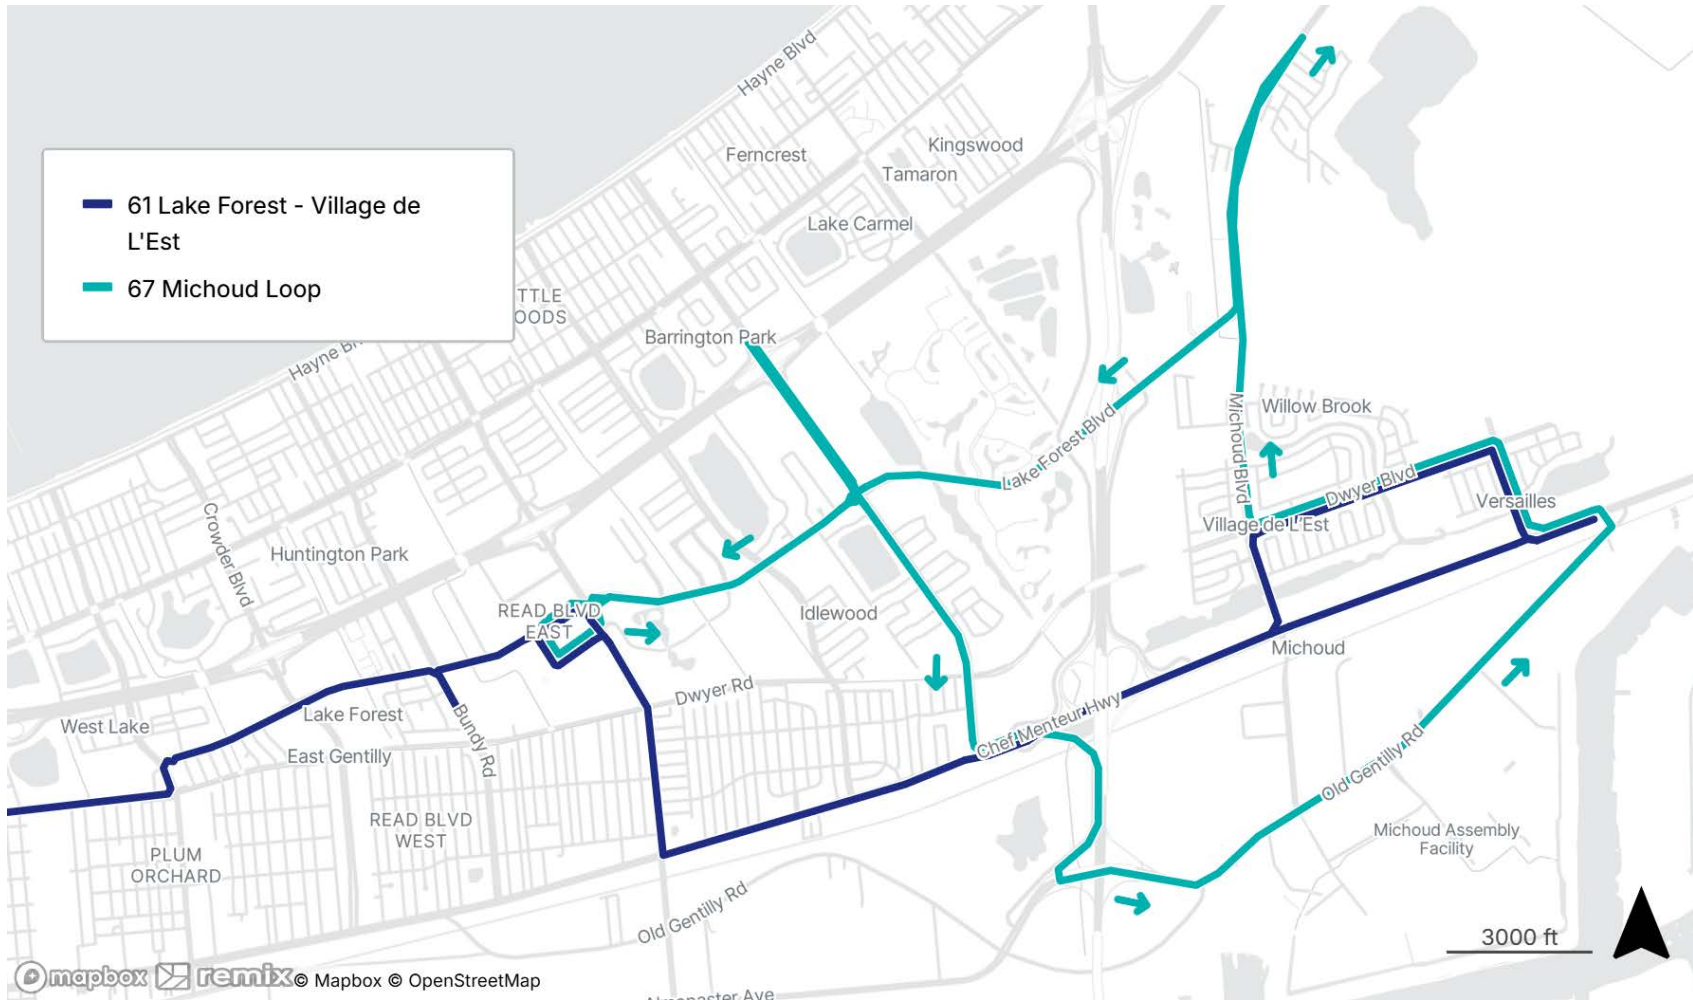 Hayne Blvd
Ferncrest
Kingswood
Tamaron
61 Lake Forest - Village de
L'Est
67 Michoud Loop
Lake Carmel
TTLE
OODS
Barrington Park
Hayne
Willow Brook
Michoud Blvd
Lake Forest Blvd
Dwyer Blvd
Versailles
Village de L'Est
Crowder Blvd
Huntington Park
READ BLVD
EAST
Idlewood
Michoud
Dwyer Rd
West Lake
Lake Forest
Bundy Rd
Chef Menteur Hwy
East Gentilly
Old Gentilly Rd
READ BLVD
WEST
Michoud Assembly
Facility
PLUM
ORCHARD
Old Gentilly Rd
3000 ft
mapbox remix © Mapbox © OpenStreetMap
Ave